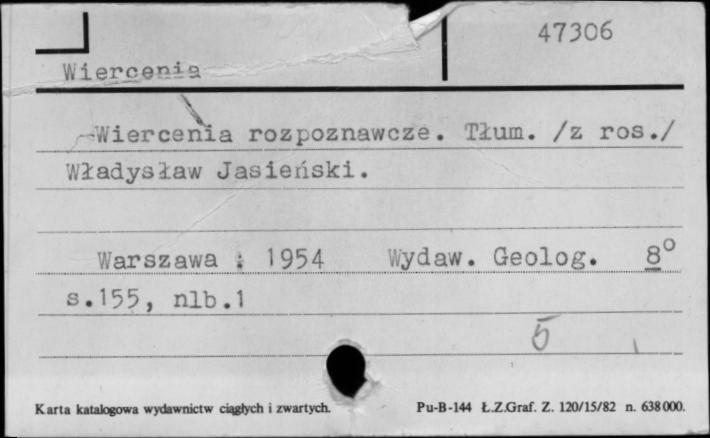 47306
Wiercenia
Wiercenia rozpoznawcze. Tłum. /z ros./
Władysław Jasieński.
Warszawa : 1954 Wydaw. Geolog. 8°
s.155, nlb.1
5
Karta katalogowa wydawnictw ciągłych i zwartych. Pu-B-144 Ł.Z.Graf. Z. 120/15/82 n. 638000.